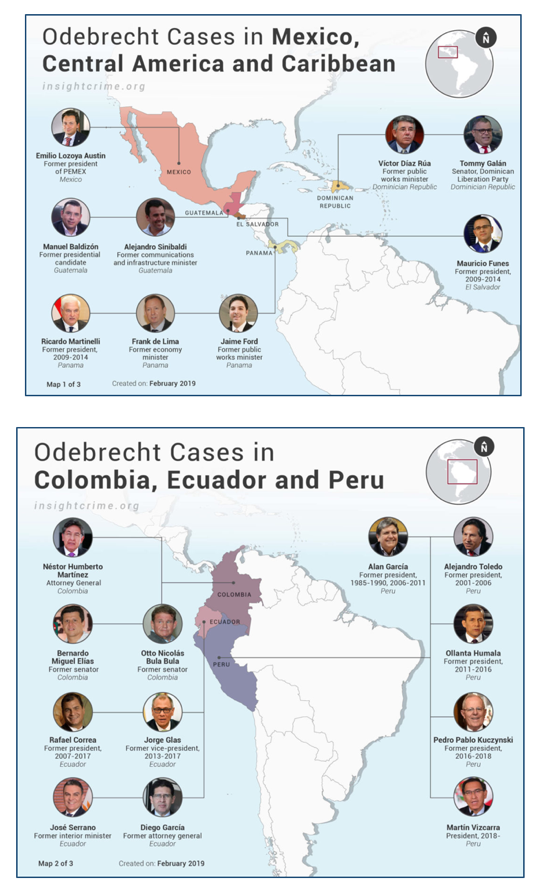 Odebrecht Cases in Mexico,
Central America and Caribbean
insightcrime.org
N
Emilio Lozoya Austin
Former president
of PEMEX
Mexico
MEXICO
Víctor Díaz Rúa
Former public
works minister
Dominican Republic
Tommy Galán
Senator, Dominican
Liberation Party
Dominican Republic
DOMINICAN
REPUBLIC
GUATEMALA
EL SALVADOR
PANAMA
Manuel Baldizón
Former presidential
candidate
Guatemala
Alejandro Sinibaldi
Former communications
and infrastructure minister
Guatemala
Mauricio Funes
Former president,
2009-2014
El Salvador
Ricardo Martinelli
Former president,
2009-2014
Panama
Frank de Lima
Former economy
minister
Panama
Jaime Ford
Former public
works minister
Panama
Map 1 of 3
Created on: February 2019
Odebrecht Cases in
Colombia, Ecuador and Peru
insightcrime.org
N
Néstor Humberto
Martínez
Attorney General
Colombia
Alan García
Former president,
1985-1990, 2006-2011
Peru
Alejandro Toledo
Former president,
2001-2006
Peru
COLOMBIA
ECUADOR
PERU
Bernardo
Miguel Elías
Former senator
Colombia
Otto Nicolás
Bula Bula
Former senator
Colombia
Ollanta Humala
Former president,
2011-2016
Peru
Rafael Correa
Former president,
2007-2017
Ecuador
Jorge Glas
Former vice-president,
2013-2017
Ecuador
Pedro Pablo Kuczynski
Former president,
2016-2018
Peru
José Serrano
Former interior minister
Ecuador
Diego García
Former attorney general
Ecuador
Martín Vizcarra
President, 2018-
Peru
Map 2 of 3
Created on: February 2019